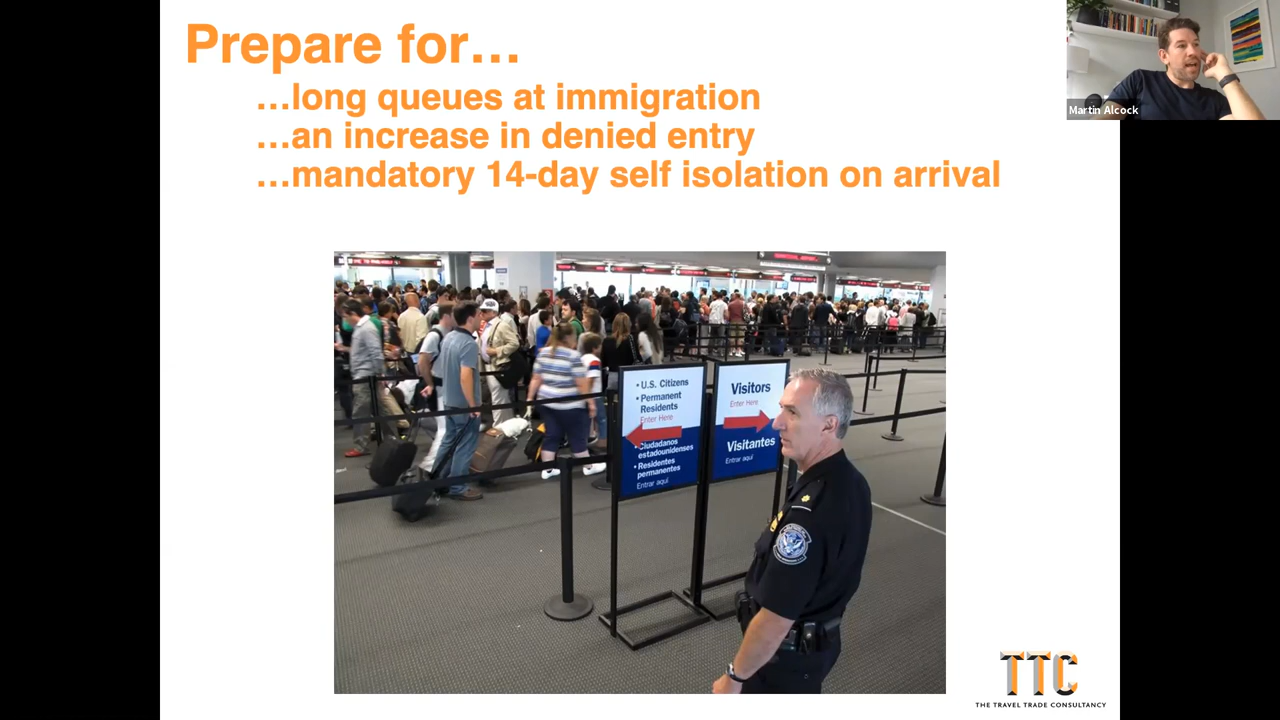 Prepare for...
...long queues at immigration
...an increase in denied entry
...mandatory 14-day self isolation on arrival
Martin Alcock
• U.S. Citizens
• Permanent
Residents
Enter Here
Ciudadanos
estadounidenses
• Residentes
permanentes
Entrar aquí
Visitors
Enter Here
Visitantes
Entrar aquí
TTC
THE TRAVEL TRADE CONSULTANCY